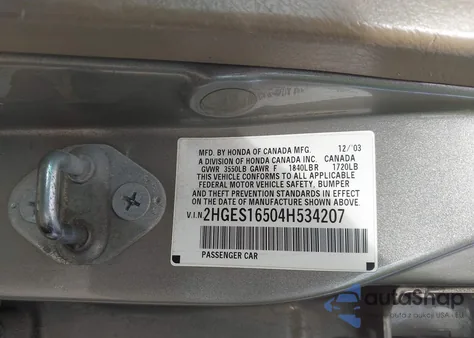 MFD. BY HONDA OF CANADA MFG. 12/'03
A DIVISION OF HONDA CANADA INC. CANADA
GVWR 3550LB GAWR F 1840LBR 1720LB
THIS VEHICLE CONFORMS TO ALL APPLICABLE
FEDERAL MOTOR VEHICLE SAFETY, BUMPER
AND THEFT PREVENTION STANDARDS IN EFFECT
ON THE DATE OF MANUFACTURE SHOWN ABOVE.
V.I.N 2HGES16504H534207
PASSENGER CAR
autoShap